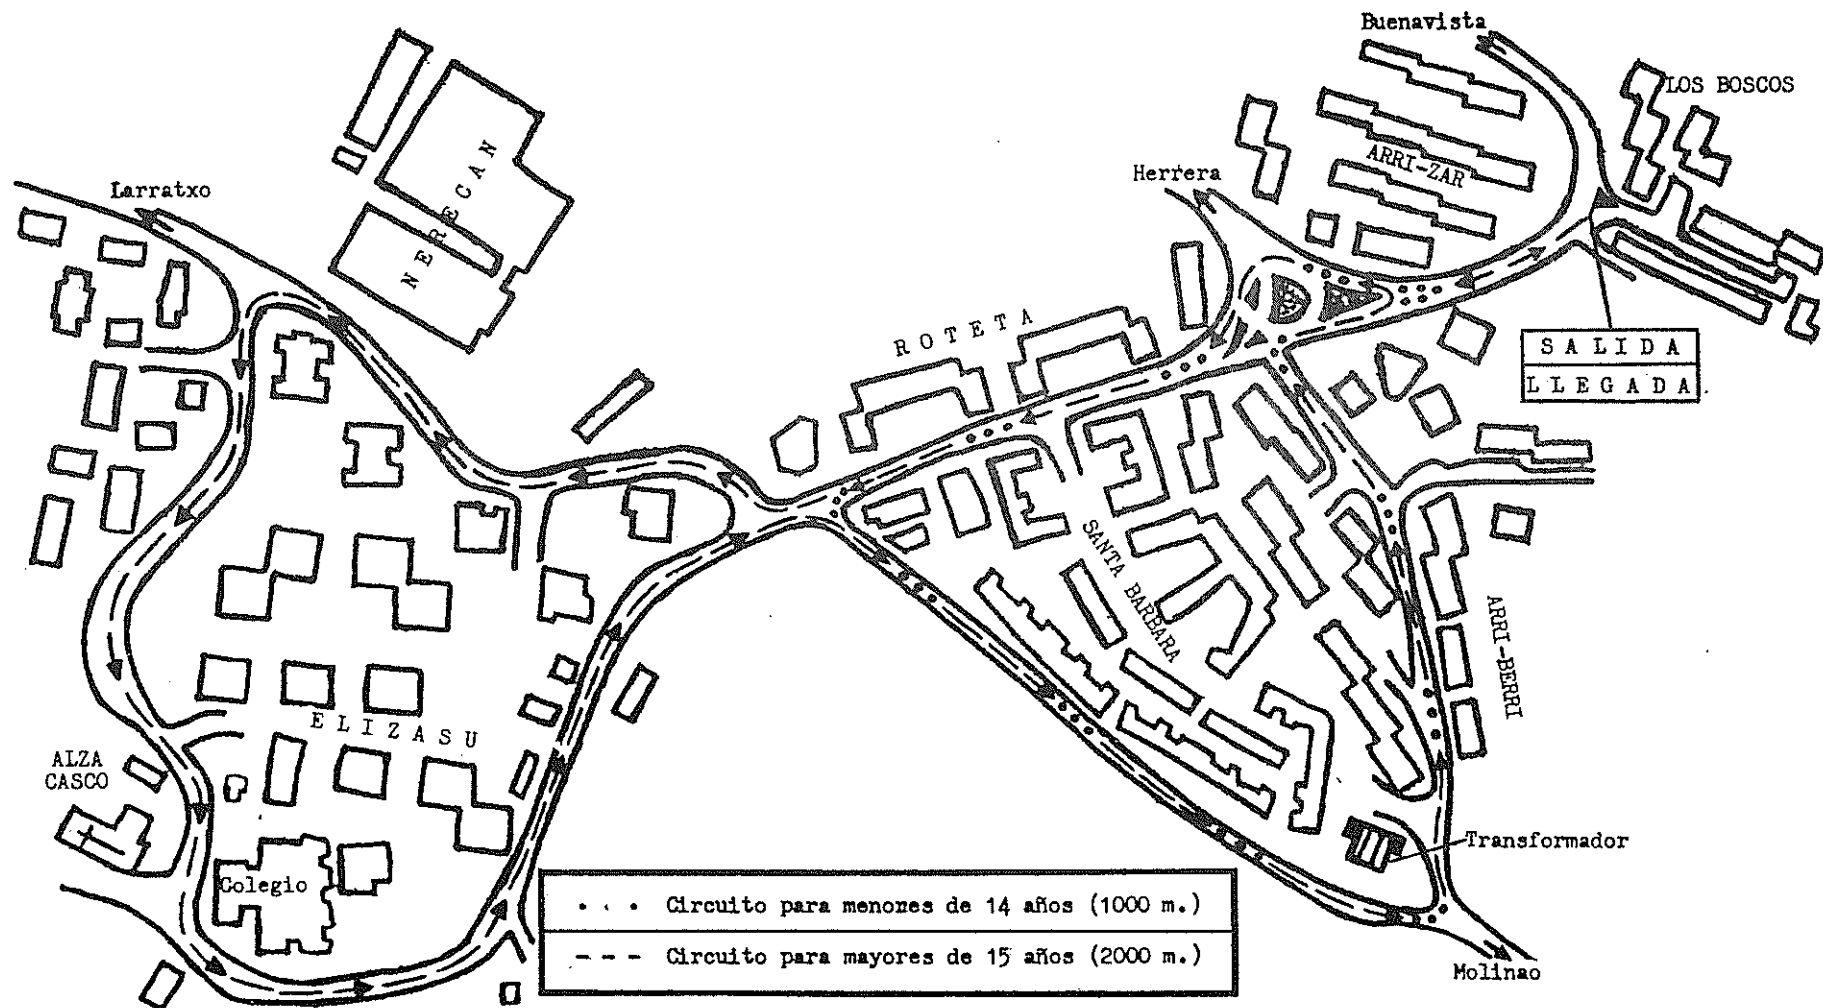 Buenavista
LOS BOSCOS
ARRI-ZAR
Herrera
Larratxo
NERECAN
ROTETA
SALIDA
LLEGADA
SANTA BARBARA
ARRI-BERRI
ELIZASU
ALZA
CASCO
Colegio
Transformador
Circuito para menores de 14 años (1000 m.)
Circuito para mayores de 15 años (2000 m.)
Molinao